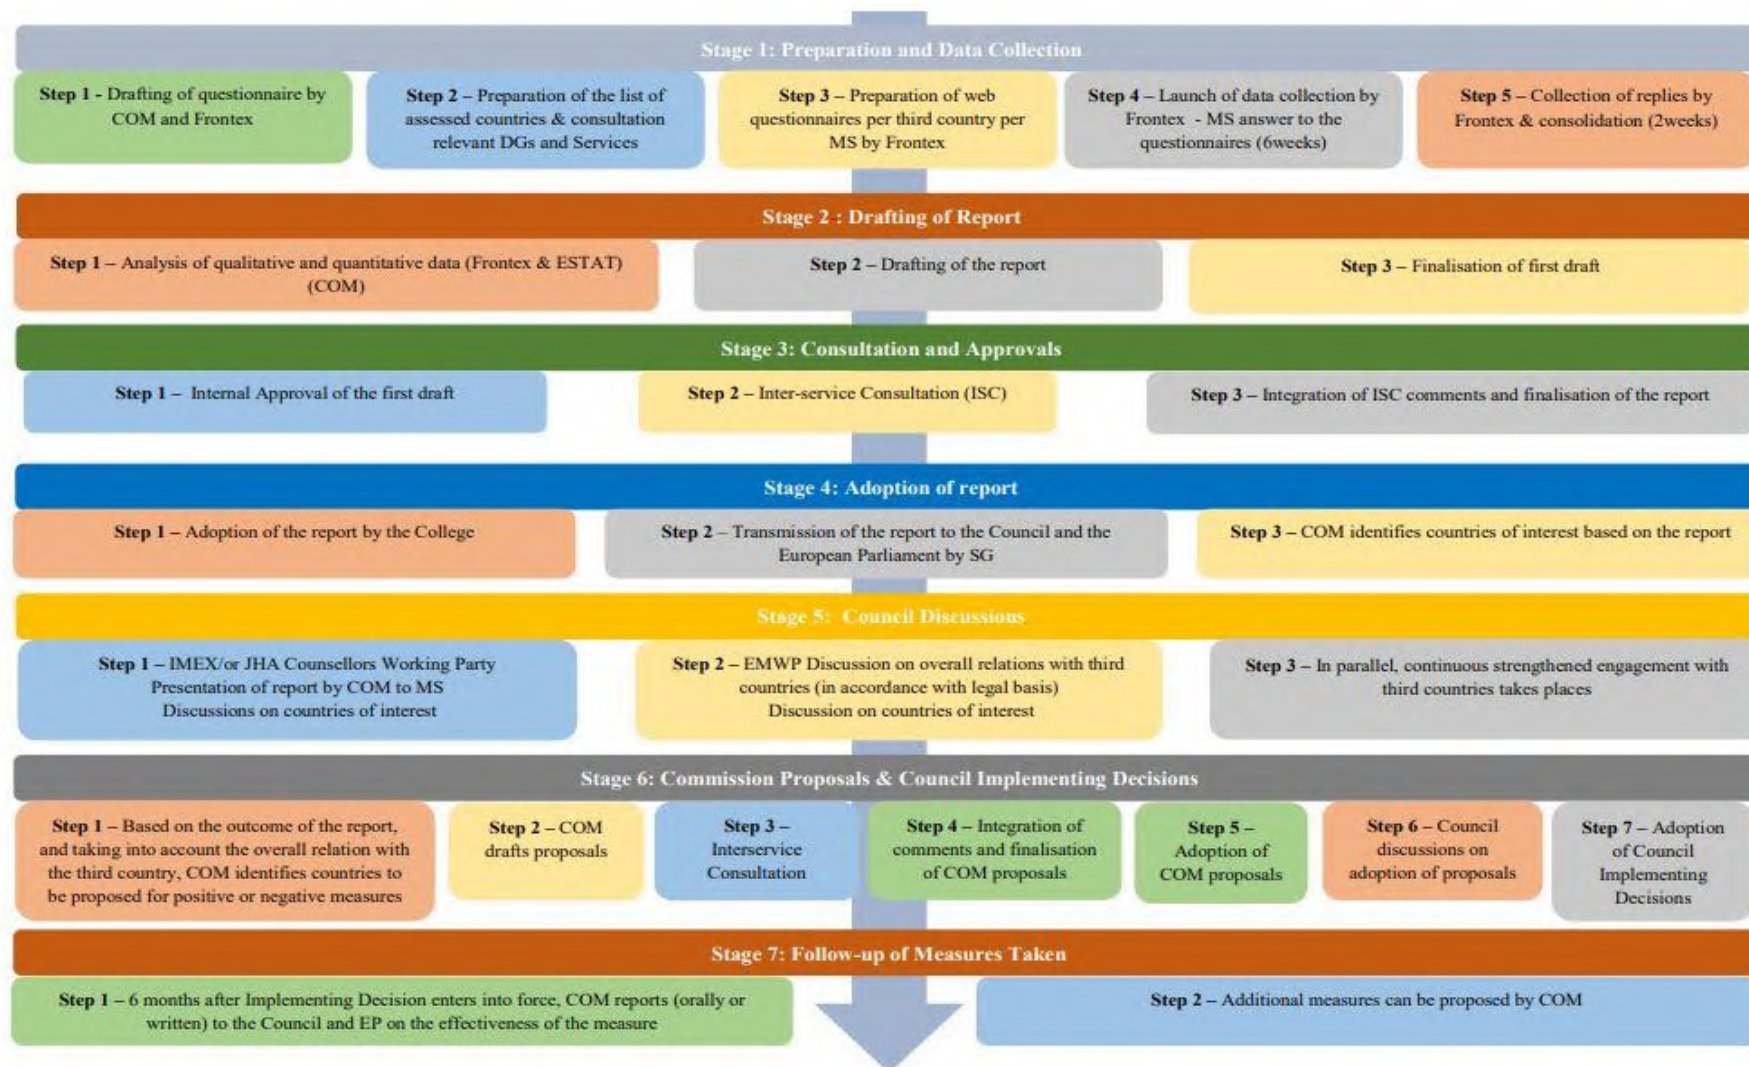 Stage 1: Preparation and Data Collection
Step 1 - Drafting of questionnaire by
COM and Frontex
Step 2 – Preparation of the list of
assessed countries & consultation
relevant DGs and Services
Step 3 – Preparation of web
questionnaires per third country per
MS by Frontex
Step 4 – Launch of data collection by
Frontex - MS answer to the
questionnaires (6weeks)
Step 5 – Collection of replies by
Frontex & consolidation (2weeks)
Stage 2 : Drafting of Report
Step 1 – Analysis of qualitative and quantitative data (Frontex & ESTAT)
(COM)
Step 2 – Drafting of the report
Step 3 – Finalisation of first draft
Stage 3: Consultation and Approvals
Step 1 – Internal Approval of the first draft
Step 2 – Inter-service Consultation (ISC)
Step 3 – Integration of ISC comments and finalisation of the report
Stage 4: Adoption of report
Step 1 – Adoption of the report by the College
Step 2 – Transmission of the report to the Council and the
European Parliament by SG
Step 3 – COM identifies countries of interest based on the report
Stage 5: Council Discussions
Step 1 – IMEX/or JHA Counsellors Working Party
Presentation of report by COM to MS
Discussions on countries of interest
Step 2 – EMWP Discussion on overall relations with third
countries (in accordance with legal basis)
Discussion on countries of interest
Step 3 – In parallel, continuous strengthened engagement with
third countries takes places
Stage 6: Commission Proposals & Council Implementing Decisions
Step 1 – Based on the outcome of the report,
and taking into account the overall relation with
the third country, COM identifies countries to
be proposed for positive or negative measures
Step 2 – COM
drafts proposals
Step 3 –
Interservice
Consultation
Step 4 – Integration of
comments and finalisation
of COM proposals
Step 5 –
Adoption of
COM proposals
Step 6 – Council
discussions on
adoption of proposals
Step 7 – Adoption
of Council
Implementing
Decisions
Stage 7: Follow-up of Measures Taken
Step 1 – 6 months after Implementing Decision enters into force, COM reports (orally or
written) to the Council and EP on the effectiveness of the measure
Step 2 – Additional measures can be proposed by COM